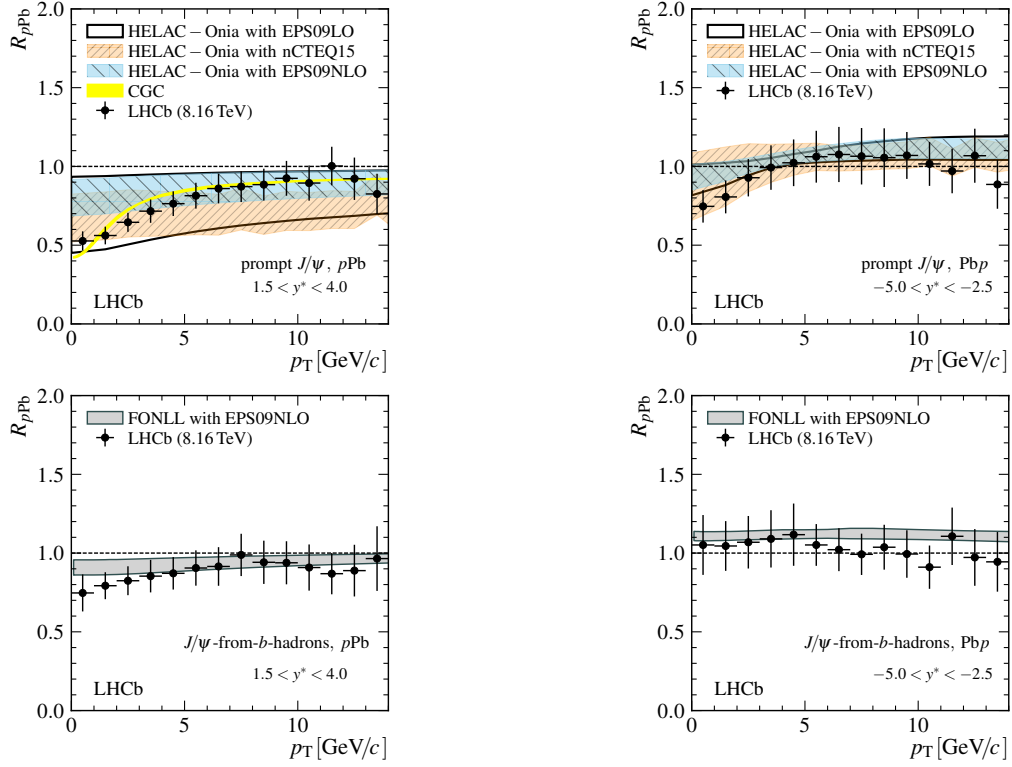 R_pPb
2.0
1.5
1.0
0.5
0.0
HELAC − Onia with EPS09LO
HELAC − Onia with nCTEQ15
HELAC − Onia with EPS09NLO
CGC
LHCb (8.16 TeV)
prompt J/ψ, pPb
1.5 < y* < 4.0
LHCb
0 5 10
p_T [GeV/c]
R_pPb
2.0
1.5
1.0
0.5
0.0
HELAC − Onia with EPS09LO
HELAC − Onia with nCTEQ15
HELAC − Onia with EPS09NLO
LHCb (8.16 TeV)
prompt J/ψ, Pbp
−5.0 < y* < −2.5
LHCb
0 5 10
p_T [GeV/c]
R_pPb
2.0
1.5
1.0
0.5
0.0
FONLL with EPS09NLO
LHCb (8.16 TeV)
J/ψ-from-b-hadrons, pPb
1.5 < y* < 4.0
LHCb
0 5 10
p_T [GeV/c]
R_pPb
2.0
1.5
1.0
0.5
0.0
FONLL with EPS09NLO
LHCb (8.16 TeV)
J/ψ-from-b-hadrons, Pbp
−5.0 < y* < −2.5
LHCb
0 5 10
p_T [GeV/c]